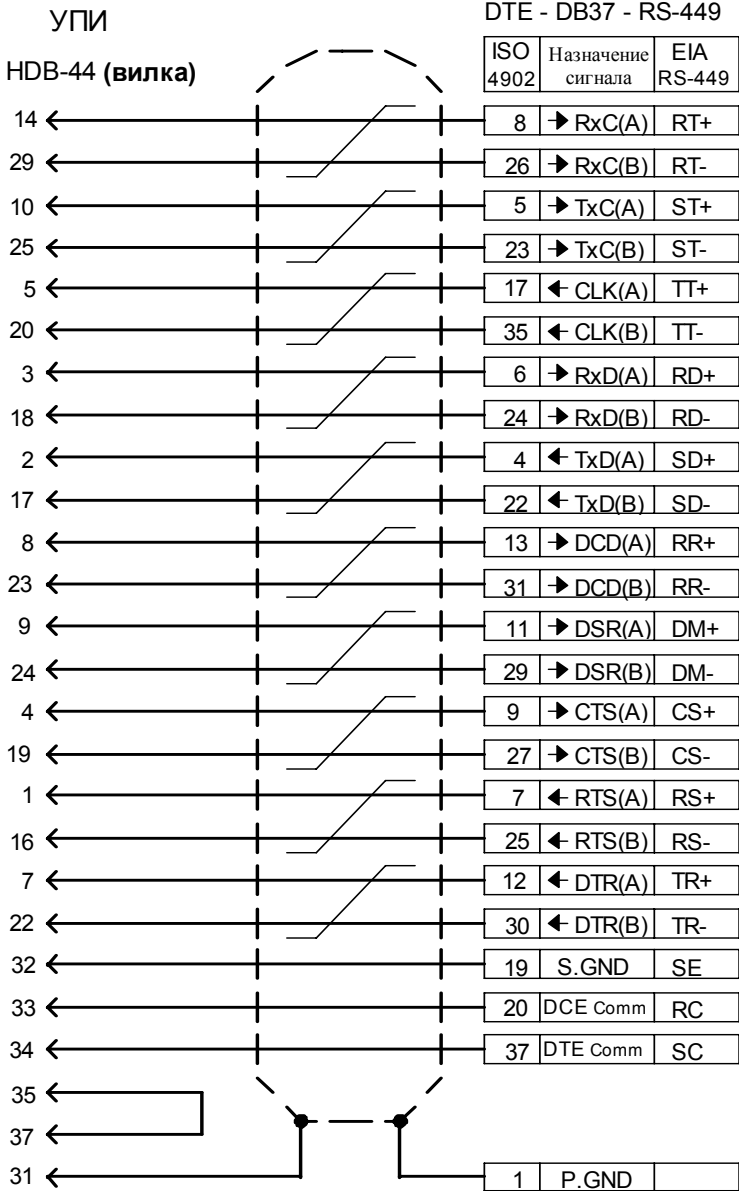 УПИ
DTE - DB37 - RS-449
HDB-44 (вилка)
ISO 4902 Назначение сигнала EIA RS-449
14 8 RxC(A) RT+
29 26 RxC(B) RT-
10 5 TxC(A) ST+
25 23 TxC(B) ST-
5 17 CLK(A) TT+
20 35 CLK(B) TT-
3 6 RxD(A) RD+
18 24 RxD(B) RD-
2 4 TxD(A) SD+
17 22 TxD(B) SD-
8 13 DCD(A) RR+
23 31 DCD(B) RR-
9 11 DSR(A) DM+
24 29 DSR(B) DM-
4 9 CTS(A) CS+
19 27 CTS(B) CS-
1 7 RTS(A) RS+
16 25 RTS(B) RS-
7 12 DTR(A) TR+
22 30 DTR(B) TR-
32 19 S.GND SE
33 20 DCE Comm RC
34 37 DTE Comm SC
35
37
31 1 P.GND